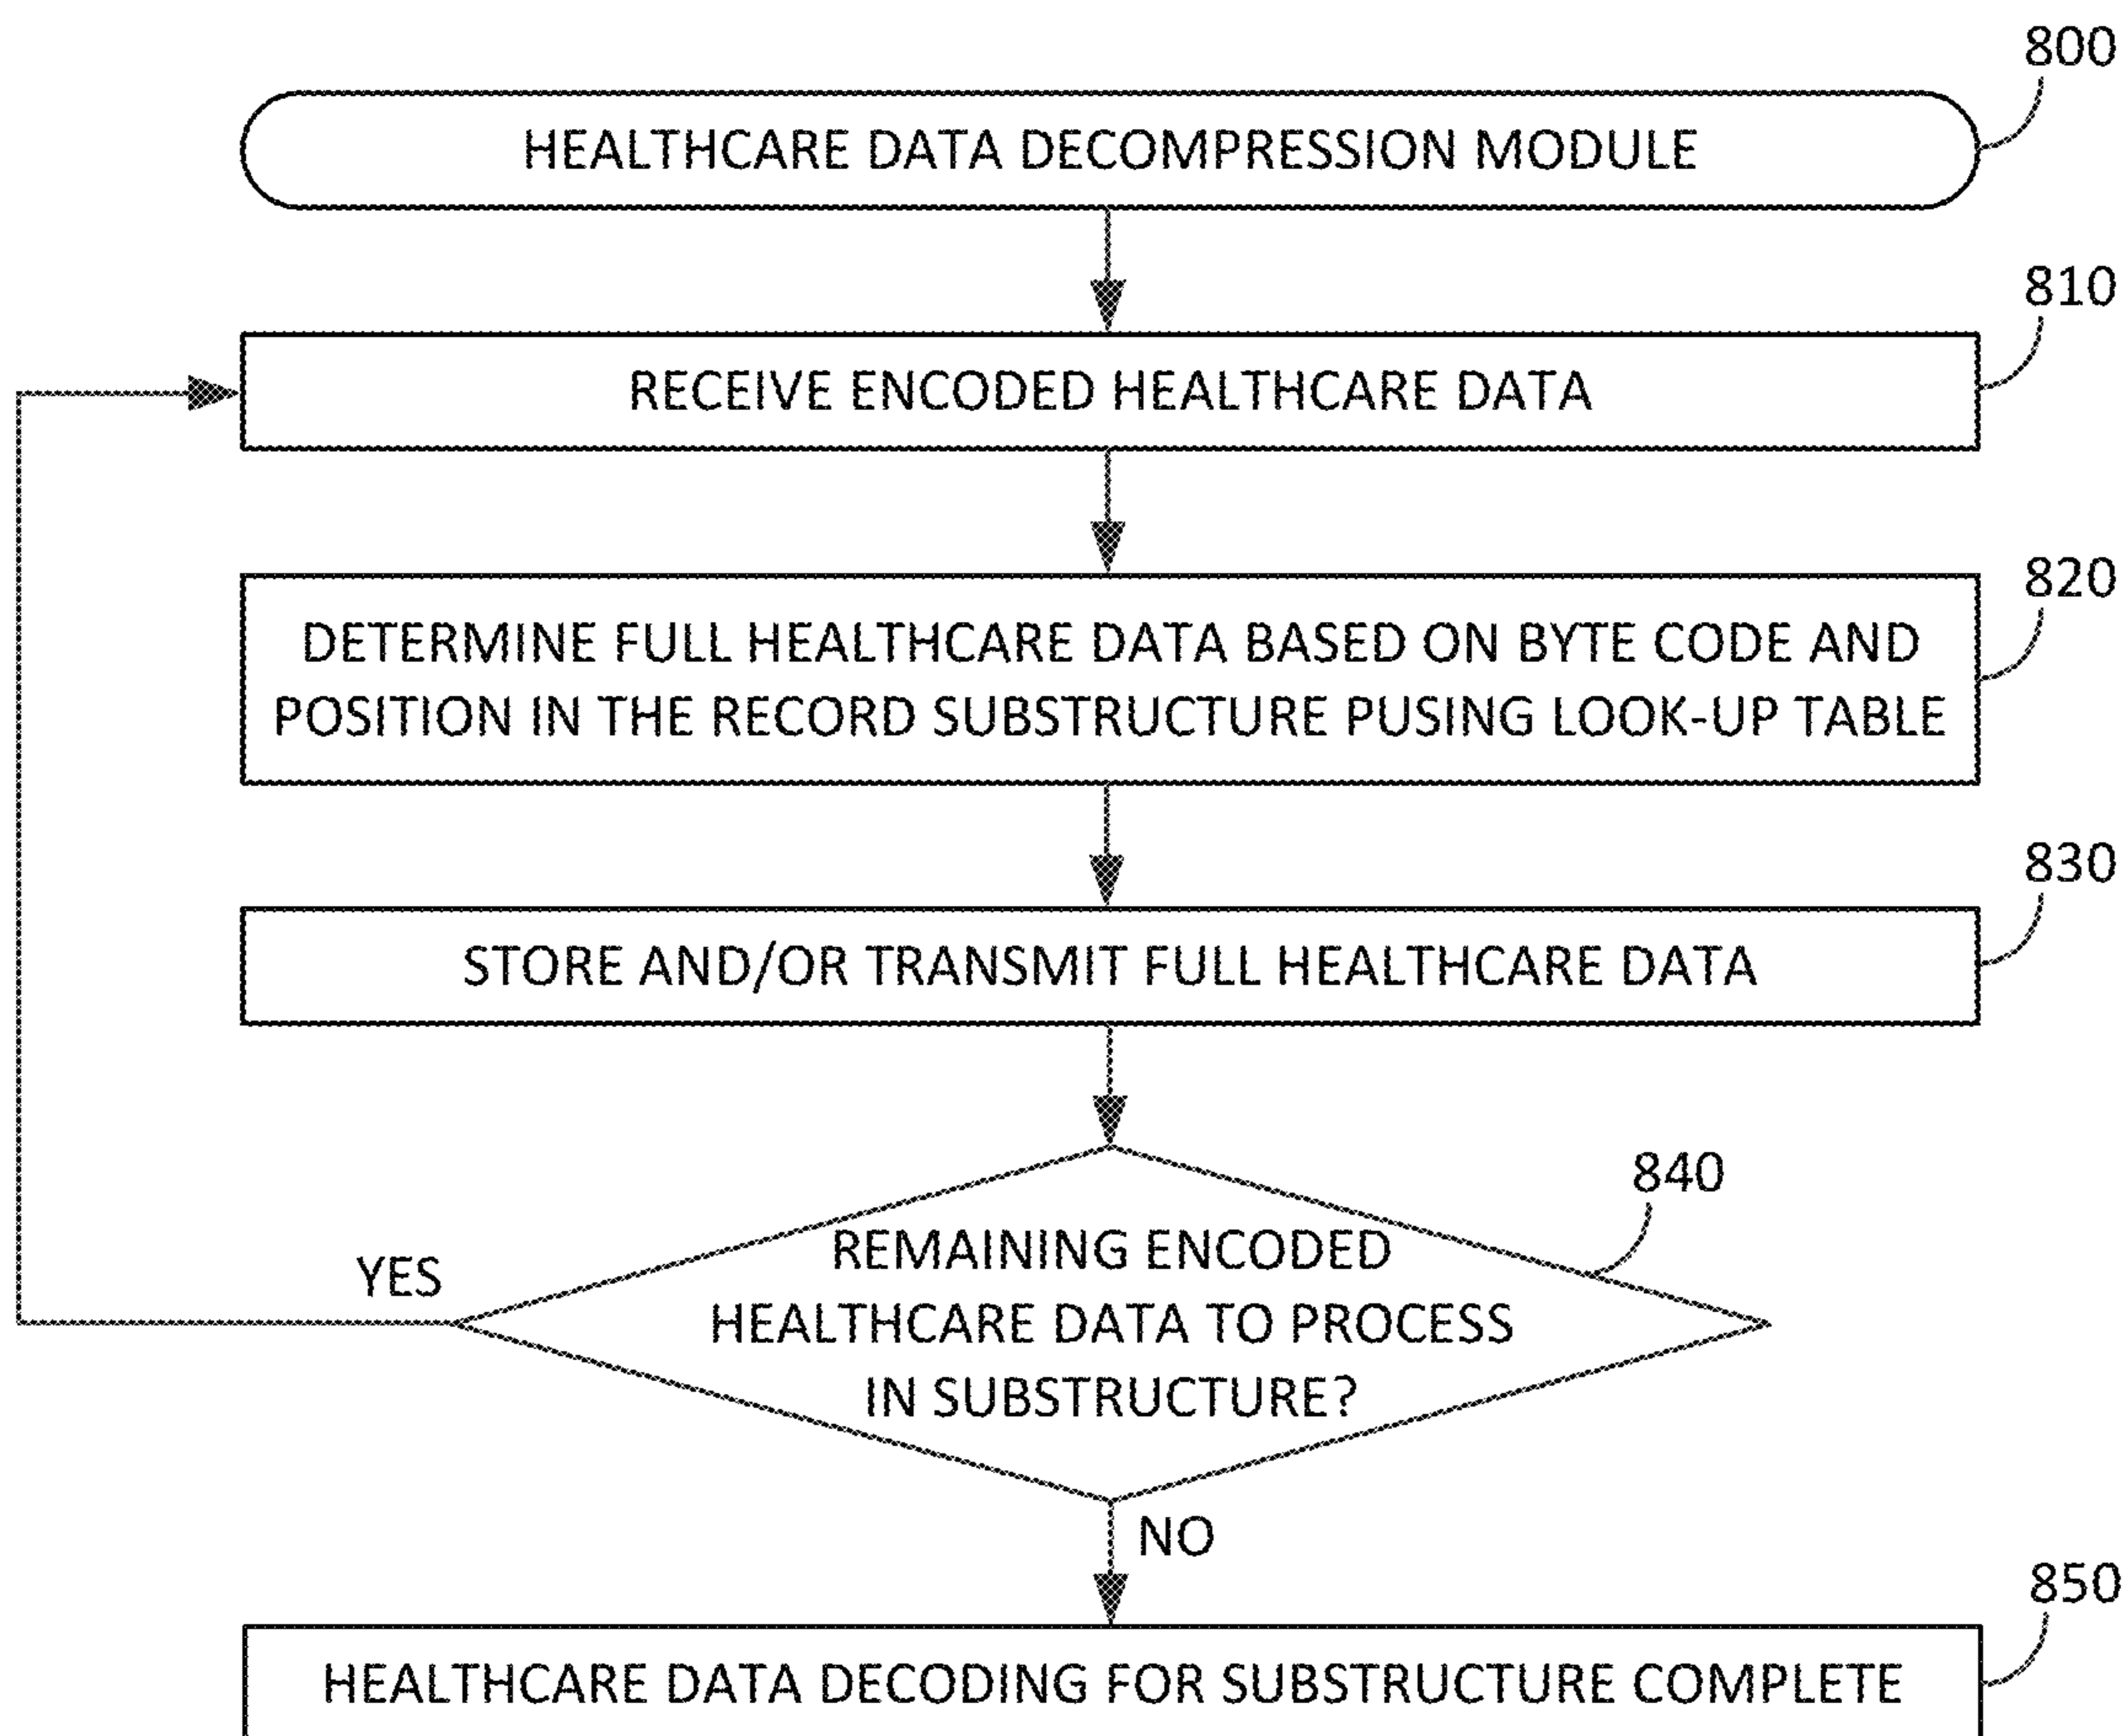 800
HEALTHCARE DATA DECOMPRESSION MODULE
810
RECEIVE ENCODED HEALTHCARE DATA
820
DETERMINE FULL HEALTHCARE DATA BASED ON BYTE CODE AND
POSITION IN THE RECORD SUBSTRUCTURE PUSING LOOK-UP TABLE
830
STORE AND/OR TRANSMIT FULL HEALTHCARE DATA
840
REMAINING ENCODED
YES
HEALTHCARE DATA TO PROCESS
IN SUBSTRUCTURE?
NO
850
HEALTHCARE DATA DECODING FOR SUBSTRUCTURE COMPLETE